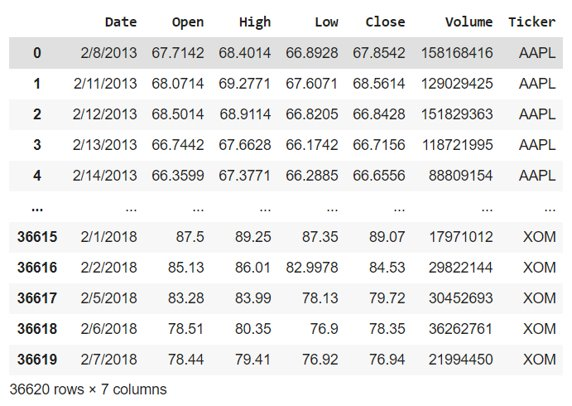 Date Open High Low Close Volume Ticker
0 2/8/2013 67.7142 68.4014 66.8928 67.8542 158168416 AAPL
1 2/11/2013 68.0714 69.2771 67.6071 68.5614 129029425 AAPL
2 2/12/2013 68.5014 68.9114 66.8205 66.8428 151829363 AAPL
3 2/13/2013 66.7442 67.6628 66.1742 66.7156 118721995 AAPL
4 2/14/2013 66.3599 67.3771 66.2885 66.6556 88809154 AAPL
... ... ... ... ... ... ... ...
36615 2/1/2018 87.5 89.25 87.35 89.07 17971012 XOM
36616 2/2/2018 85.13 86.01 82.9978 84.53 29822144 XOM
36617 2/5/2018 83.28 83.99 78.13 79.72 30452693 XOM
36618 2/6/2018 78.51 80.35 76.9 78.35 36262761 XOM
36619 2/7/2018 78.44 79.41 76.92 76.94 21994450 XOM
36620 rows × 7 columns